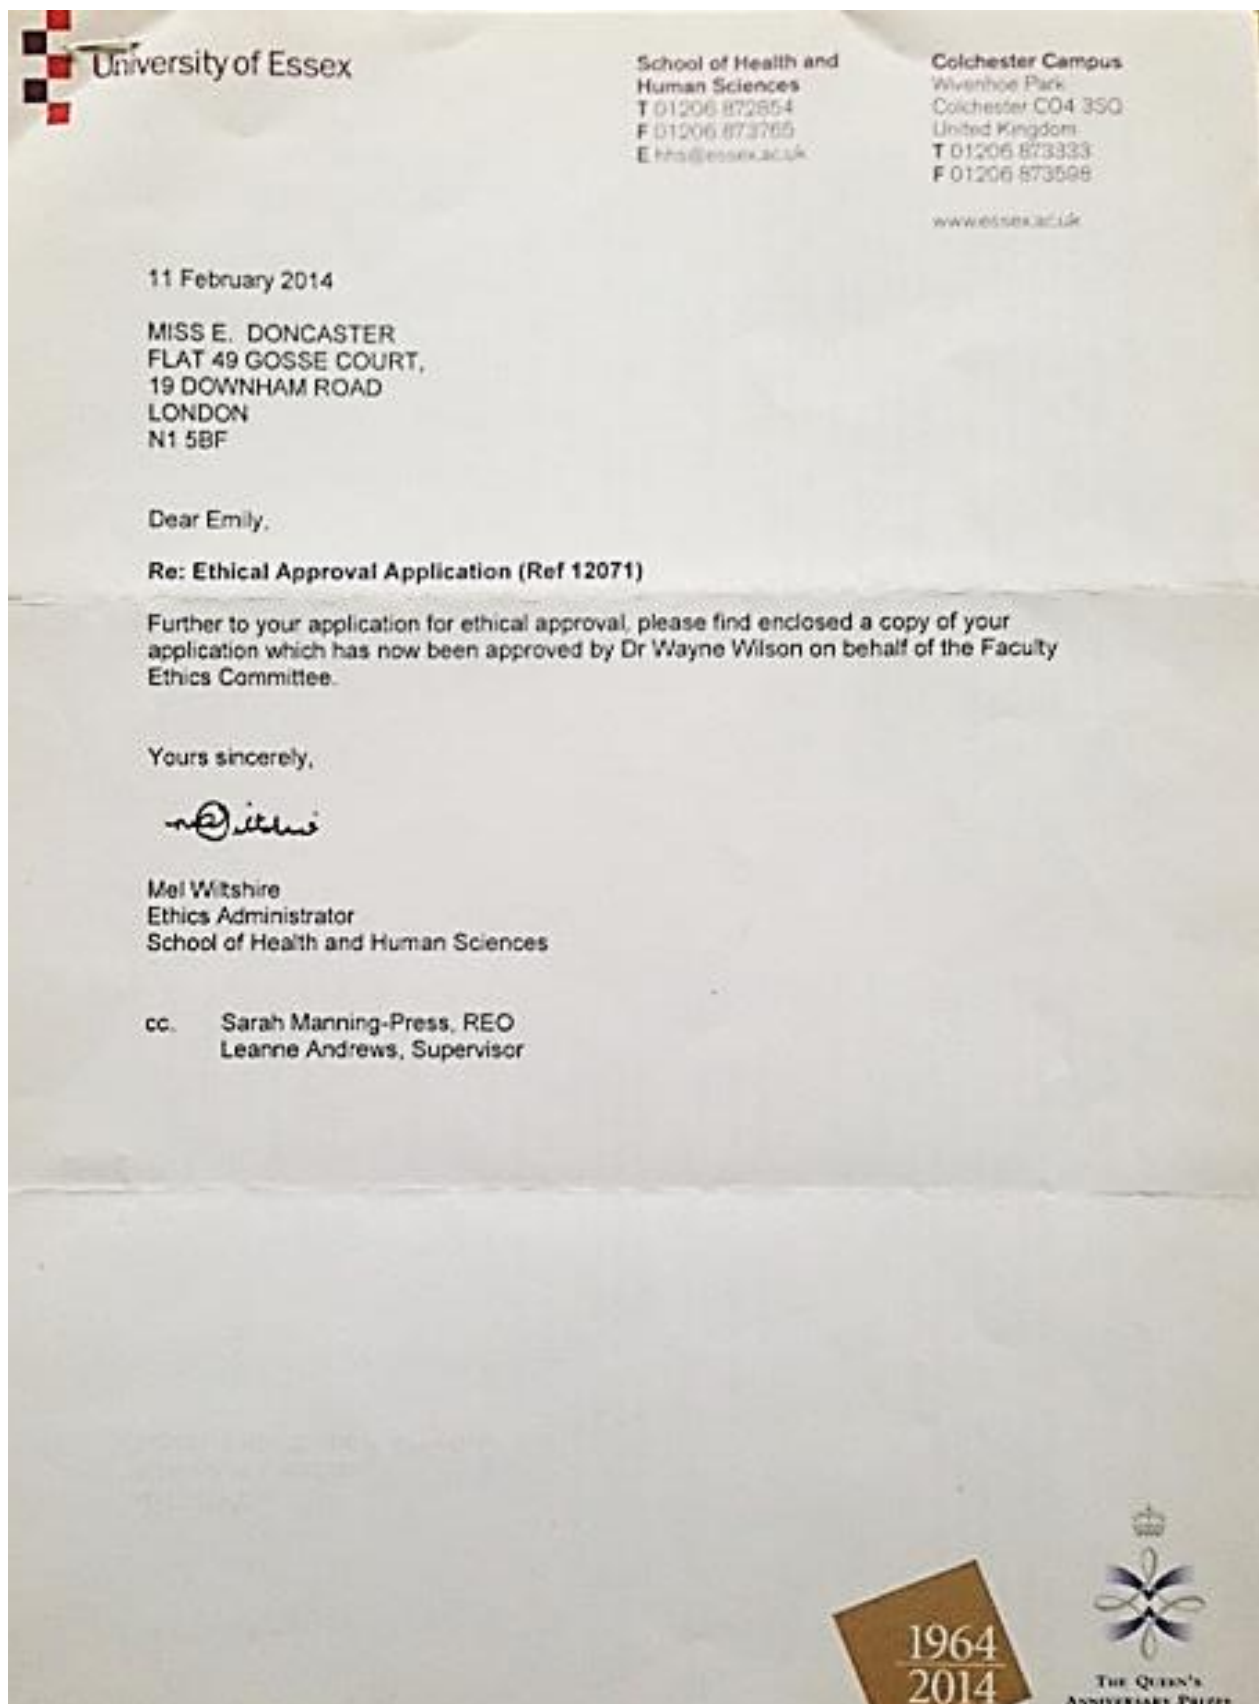 University of Essex
School of Health and
Human Sciences
T 01206 872854
F 01206 873765
E hhs@essex.ac.uk
Colchester Campus
Wivenhoe Park
Colchester CO4 3SQ
United Kingdom
T 01206 873333
F 01206 873598
www.essex.ac.uk
11 February 2014
MISS E. DONCASTER
FLAT 49 GOSSE COURT,
19 DOWNHAM ROAD
LONDON
N1 5BF
Dear Emily,
Re: Ethical Approval Application (Ref 12071)
Further to your application for ethical approval, please find enclosed a copy of your
application which has now been approved by Dr Wayne Wilson on behalf of the Faculty
Ethics Committee.
Yours sincerely,
Mel Wiltshire
Ethics Administrator
School of Health and Human Sciences
cc. Sarah Manning-Press, REO
Leanne Andrews, Supervisor
1964
2014
THE QUEEN'S
ANNIVERSARY PRIZES